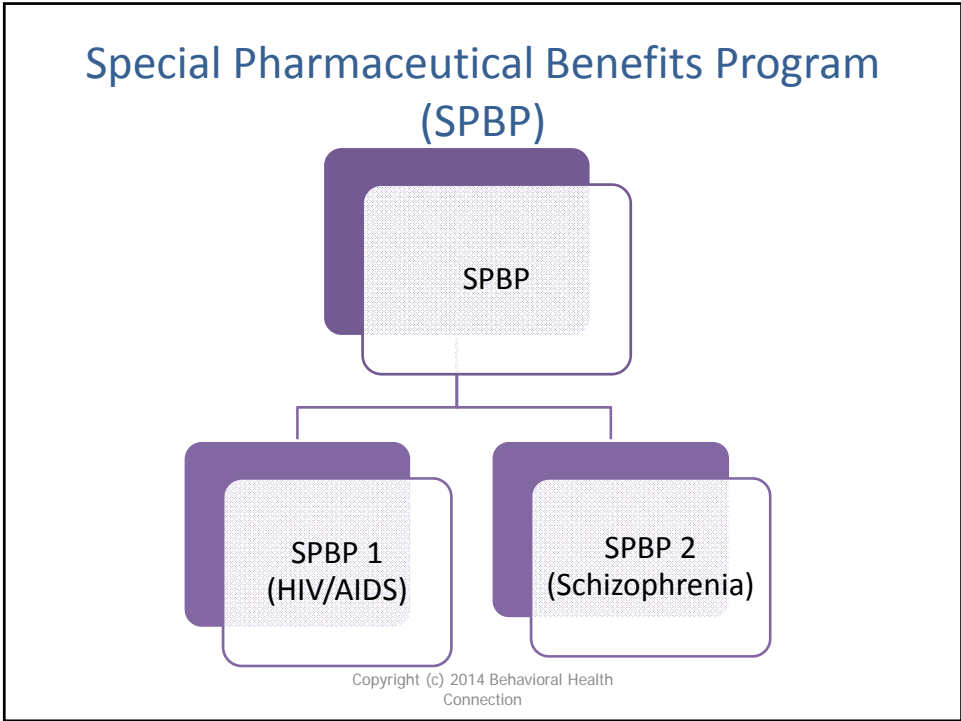 Special Pharmaceutical Benefits Program
(SPBP)
SPBP
SPBP 1
(HIV/AIDS)
SPBP 2
(Schizophrenia)
Copyright (c) 2014 Behavioral Health
Connection